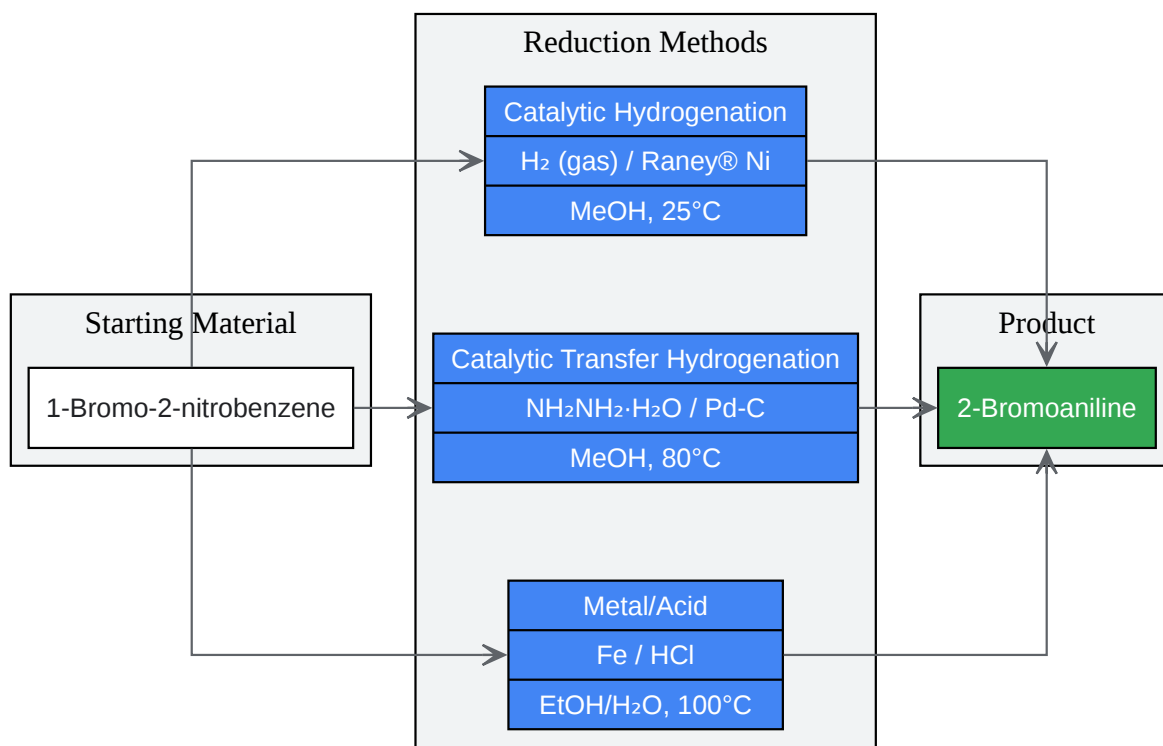 Reduction Methods
Catalytic Hydrogenation
H₂ (gas) / Raney® Ni
MeOH, 25°C
Starting Material
1-Bromo-2-nitrobenzene
Catalytic Transfer Hydrogenation
NH₂NH₂·H₂O / Pd-C
MeOH, 80°C
Product
2-Bromoaniline
Metal/Acid
Fe / HCl
EtOH/H₂O, 100°C